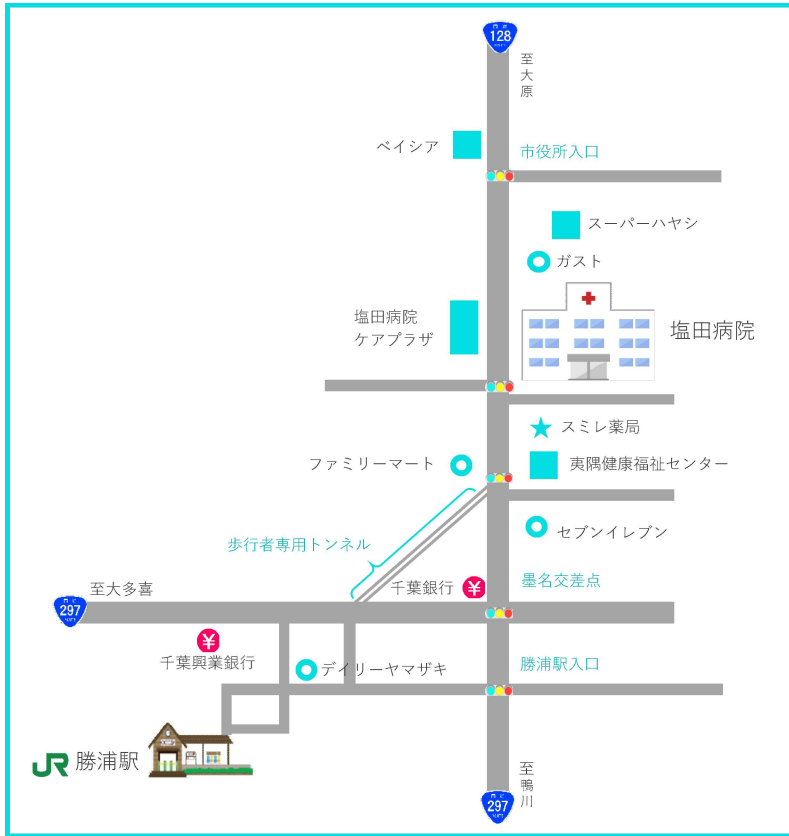 128
至大原
ベイシア
市役所入口
スーパーハヤシ
ガスト
塩田病院
ケアプラザ
塩田病院
スミレ薬局
ファミリーマート
夷隅健康福祉センター
セブンイレブン
歩行者専用トンネル
至大多喜
千葉銀行
墨名交差点
297
千葉興業銀行
デイリーヤマザキ
勝浦駅入口
JR 勝浦駅
至鴨川
297